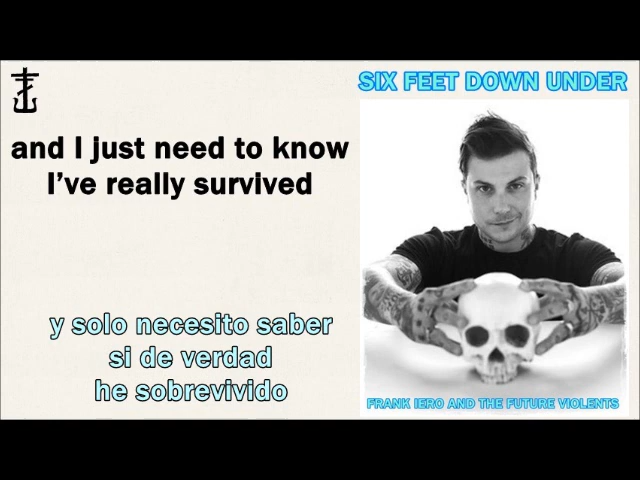 SIX FEET DOWN UNDER
and I just need to know
I've really survived
y solo necesito saber
si de verdad
he sobrevivido
FRANK IERO AND THE FUTURE VIOLENTS